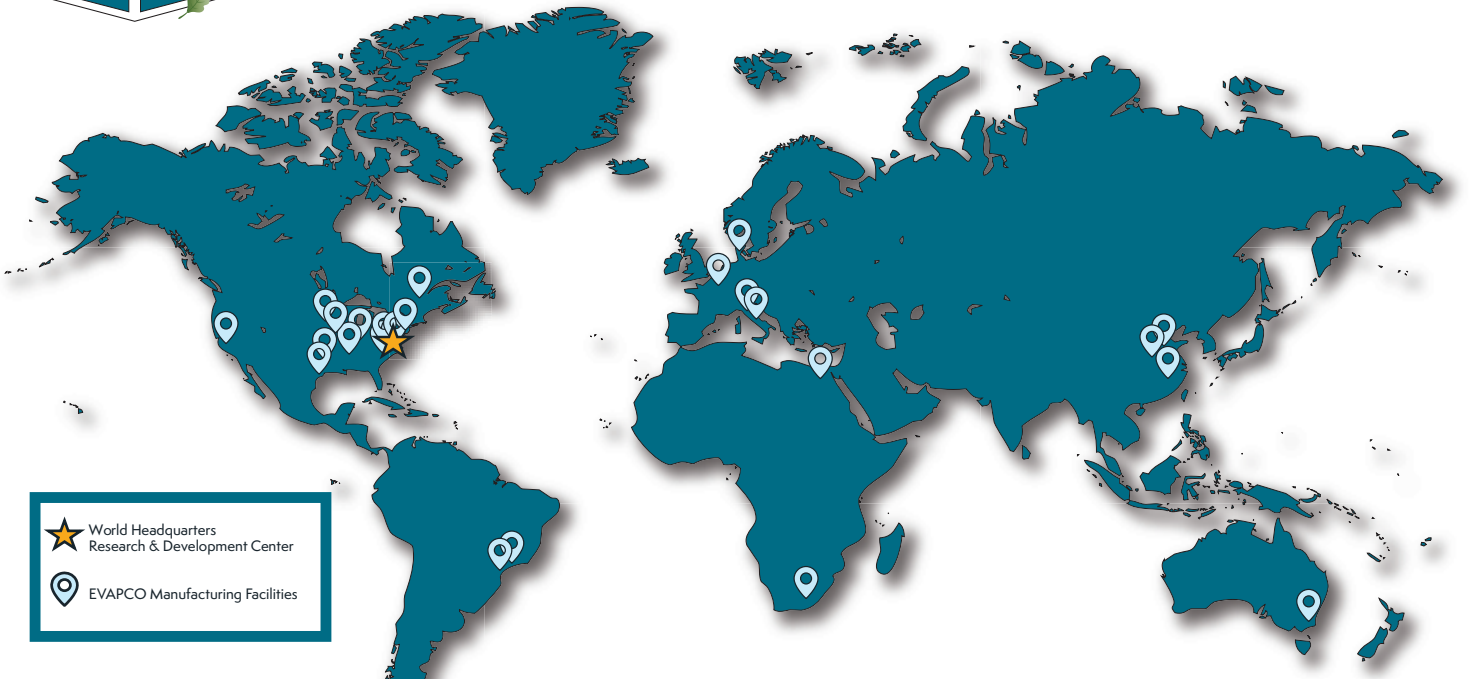 World Headquarters
Research & Development Center
EVAPCO Manufacturing Facilities